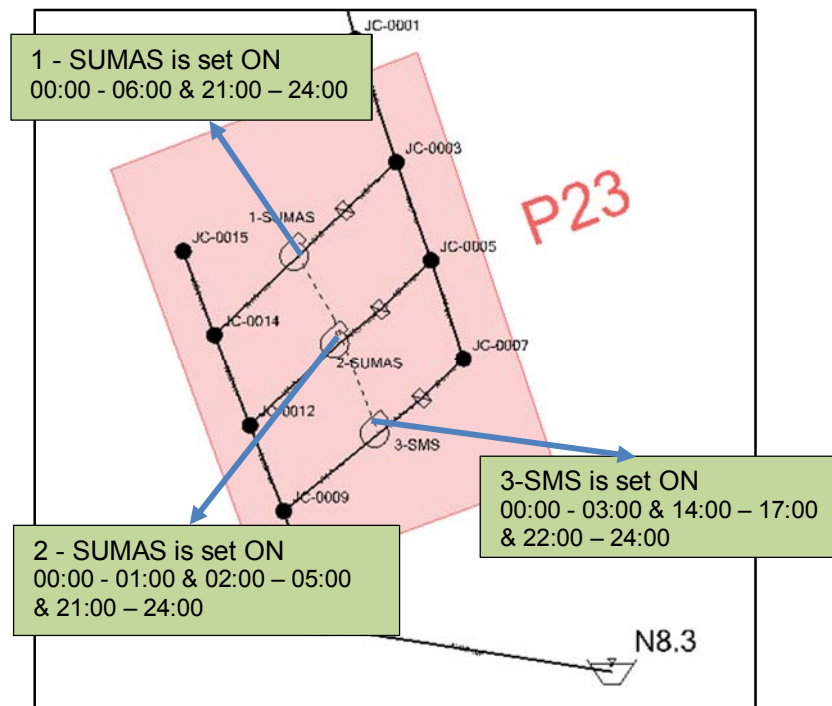 JC-0001
1 - SUMAS is set ON
00:00 - 06:00 & 21:00 – 24:00
JC-0003
P23
1-SUMAS
JC-0015
JC-0005
JC-0014
2-SUMAS
JC-0007
JC-0012
3-SMS
3-SMS is set ON
00:00 - 03:00 & 14:00 – 17:00
& 22:00 – 24:00
JC-0009
2 - SUMAS is set ON
00:00 - 01:00 & 02:00 – 05:00
& 21:00 – 24:00
N8.3